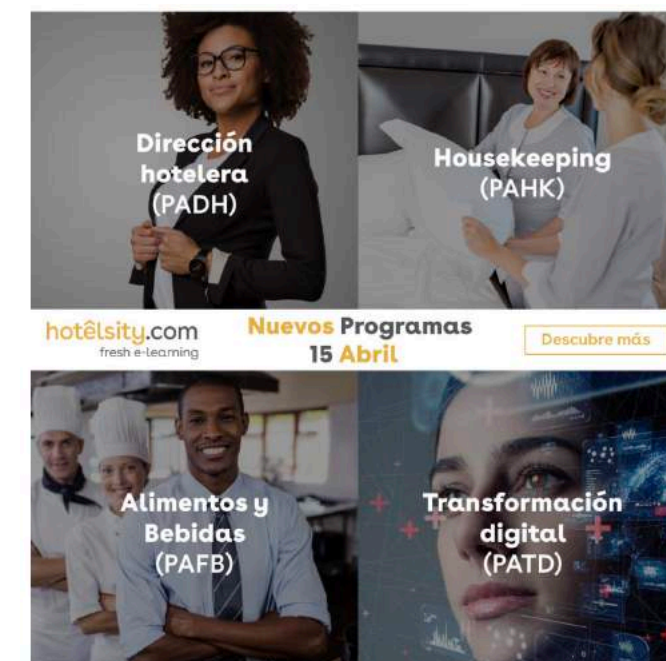 Dirección
hotelera
(PADH)
Housekeeping
(PAHK)
hotêlsity.com
fresh e-learning
Nuevos Programas
15 Abril
Descubre más
Alimentos y
Bebidas
(PAFB)
Transformación
digital
(PATD)